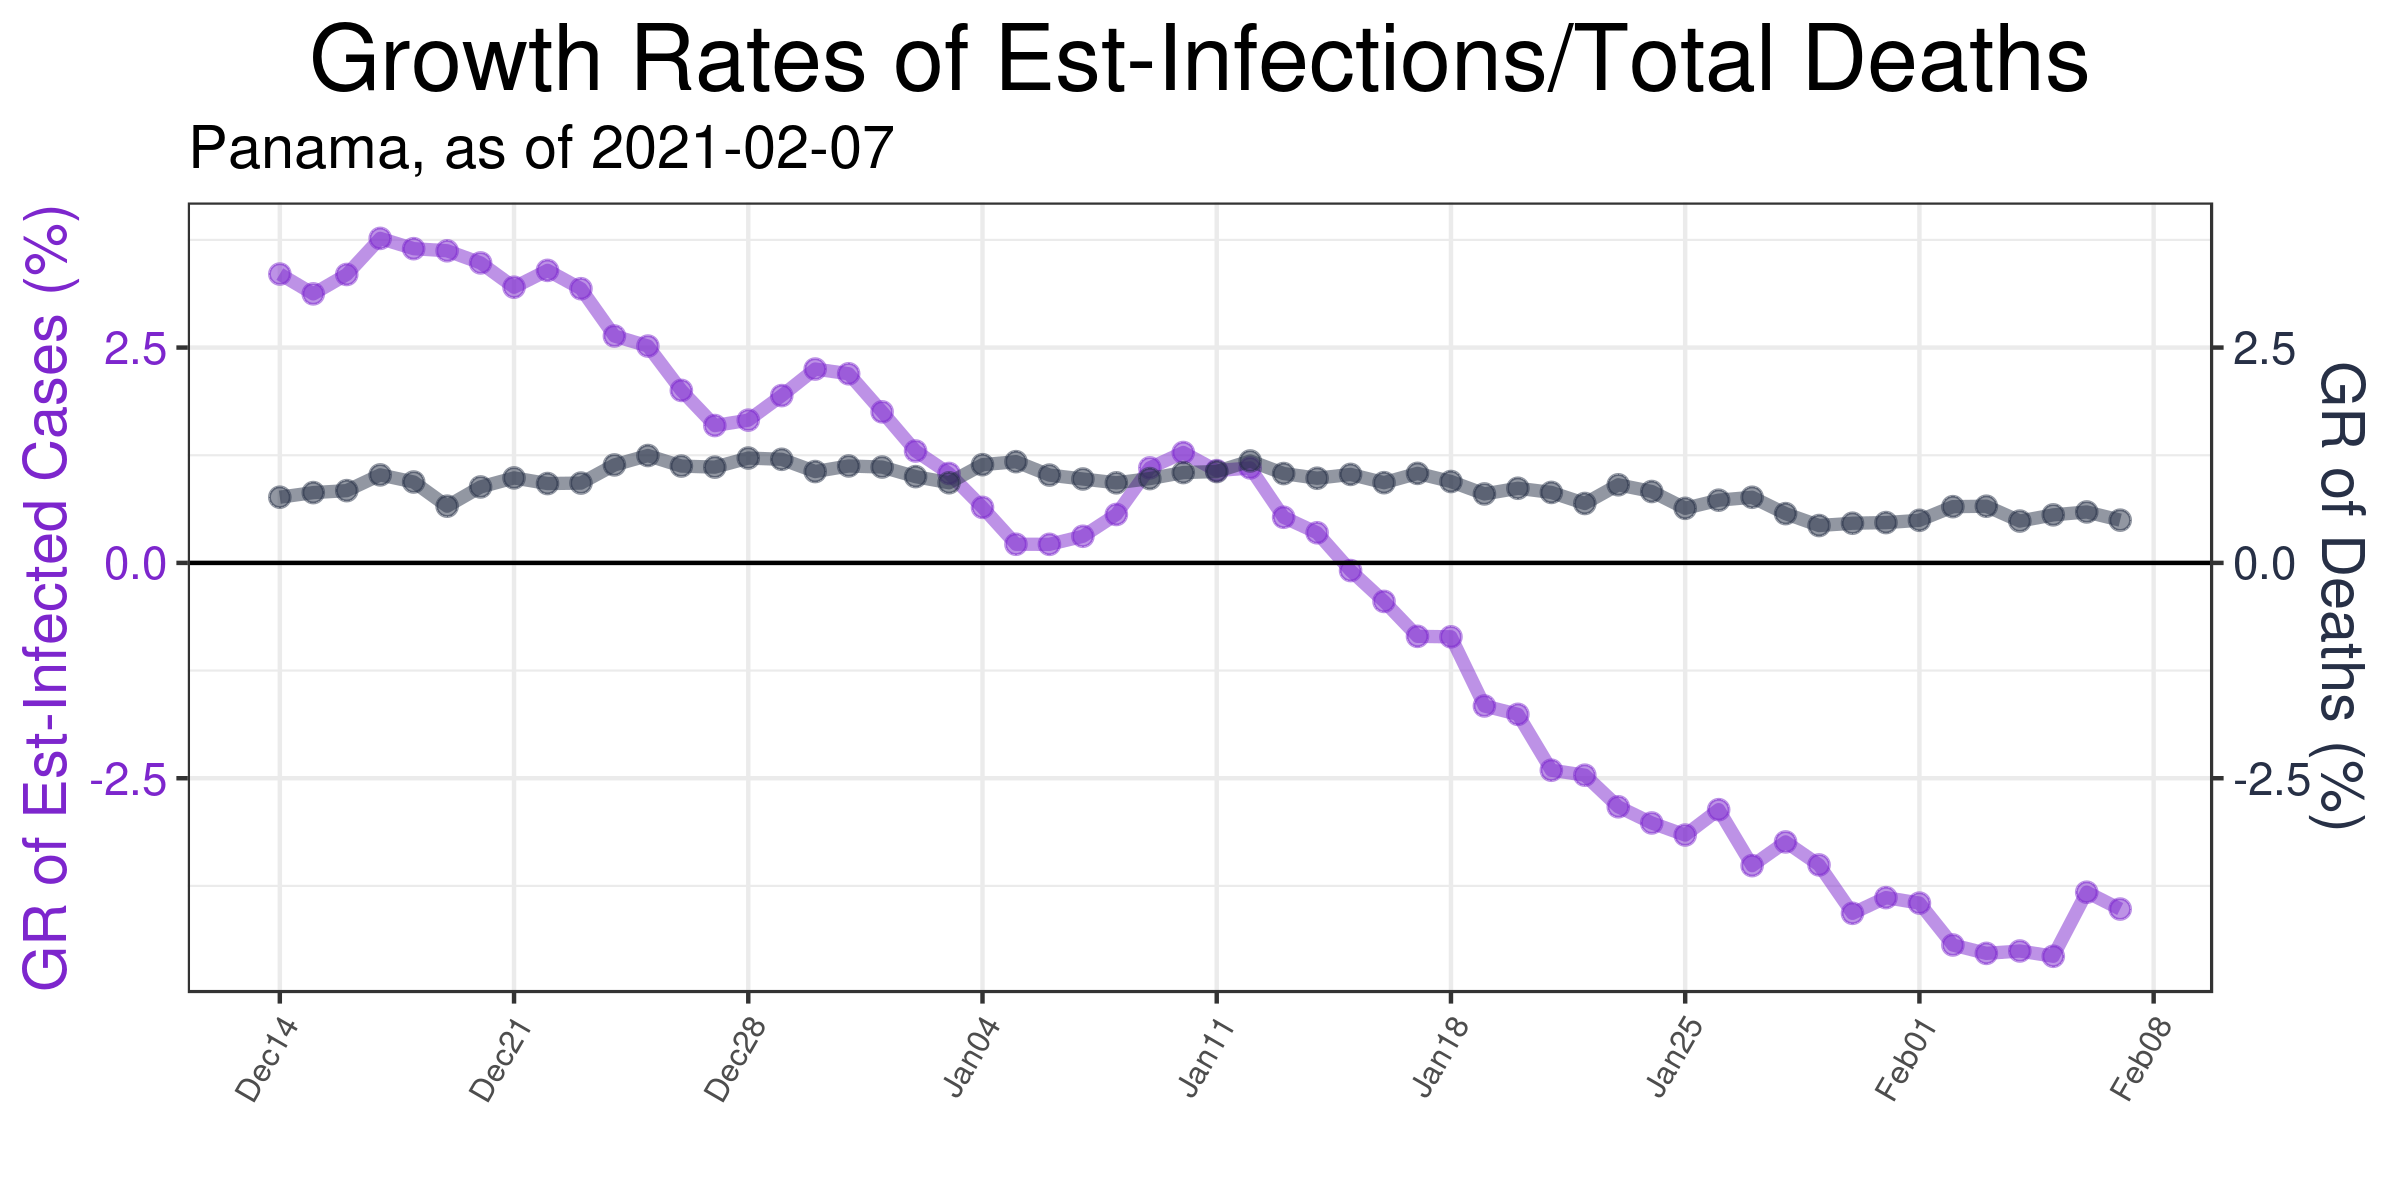 Growth Rates of Est-Infections/Total Deaths
Panama, as of 2021-02-07
GR of Est-Infected Cases (%)
2.5
0.0
-2.5
2.5
0.0
-2.5
GR of Deaths (%)
Dec14
Dec21
Dec28
Jan04
Jan11
Jan18
Jan25
Feb01
Feb08